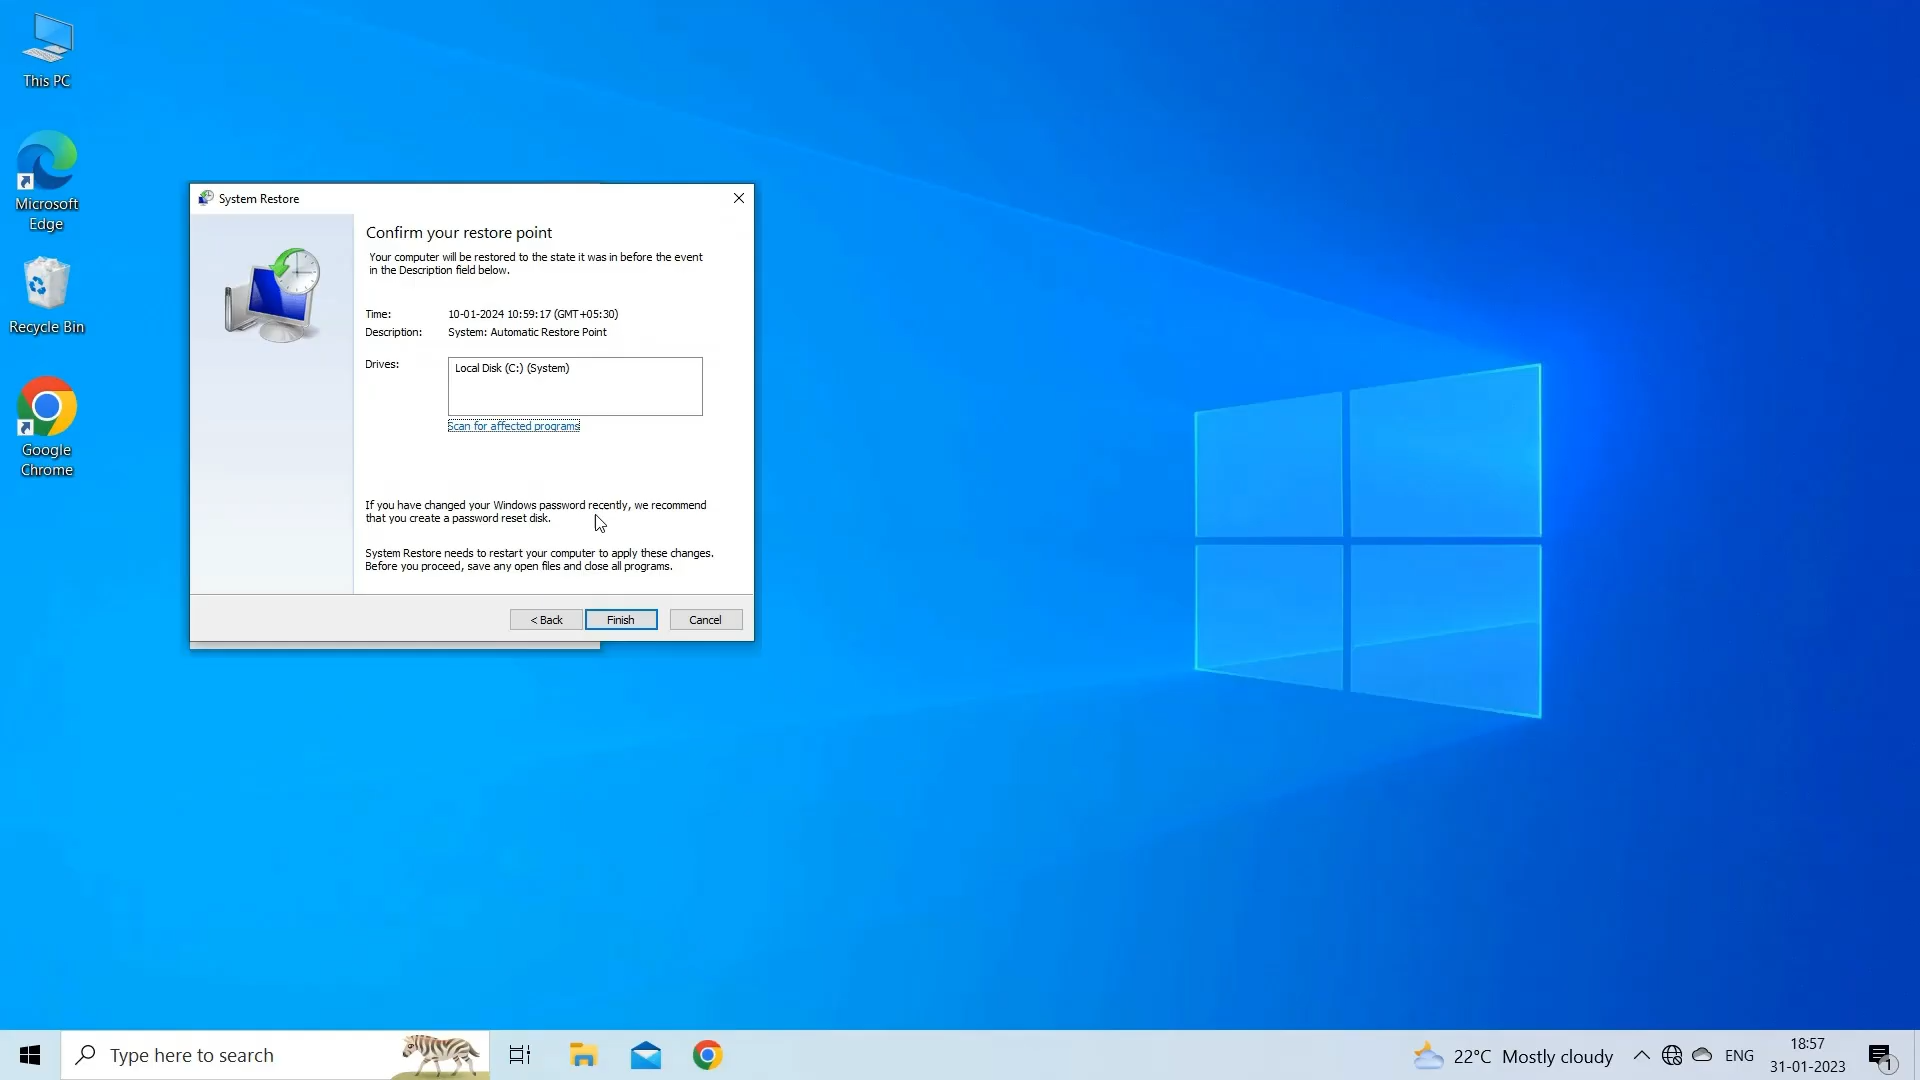 This PC
Microsoft
Edge
Recycle Bin
Google
Chrome
System Restore
Confirm your restore point
Your computer will be restored to the state it was in before the event
in the Description field below.
Time: 10-01-2024 10:59:17 (GMT+05:30)
Description: System: Automatic Restore Point
Drives: Local Disk (C:) (System)
Scan for affected programs
If you have changed your Windows password recently, we recommend
that you create a password reset disk.
System Restore needs to restart your computer to apply these changes.
Before you proceed, save any open files and close all programs.
< Back Finish Cancel
Type here to search
22°C Mostly cloudy
ENG
18:57
31-01-2023
1